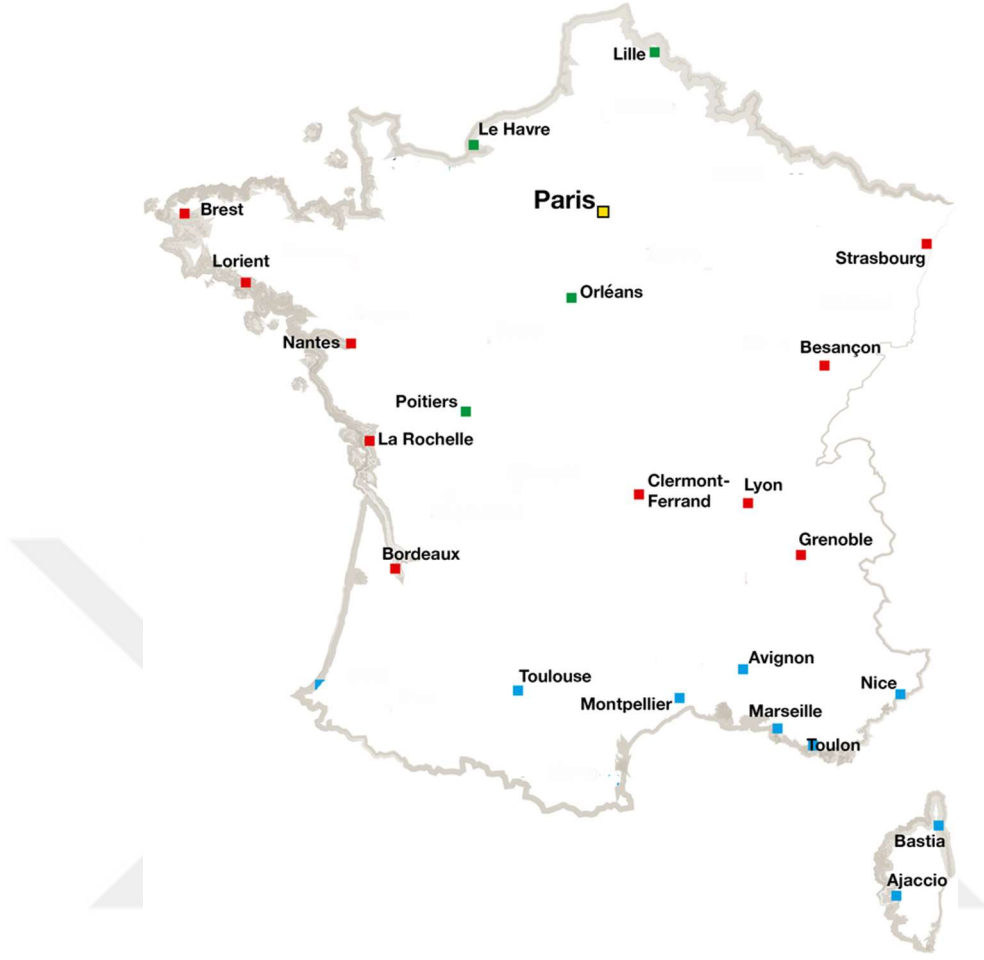 Lille
Le Havre
Paris
Brest
Strasbourg
Lorient
Orléans
Nantes
Besançon
Poitiers
La Rochelle
Clermont-
Ferrand
Lyon
Grenoble
Bordeaux
Avignon
Toulouse
Nice
Montpellier
Marseille
Toulon
Bastia
Ajaccio